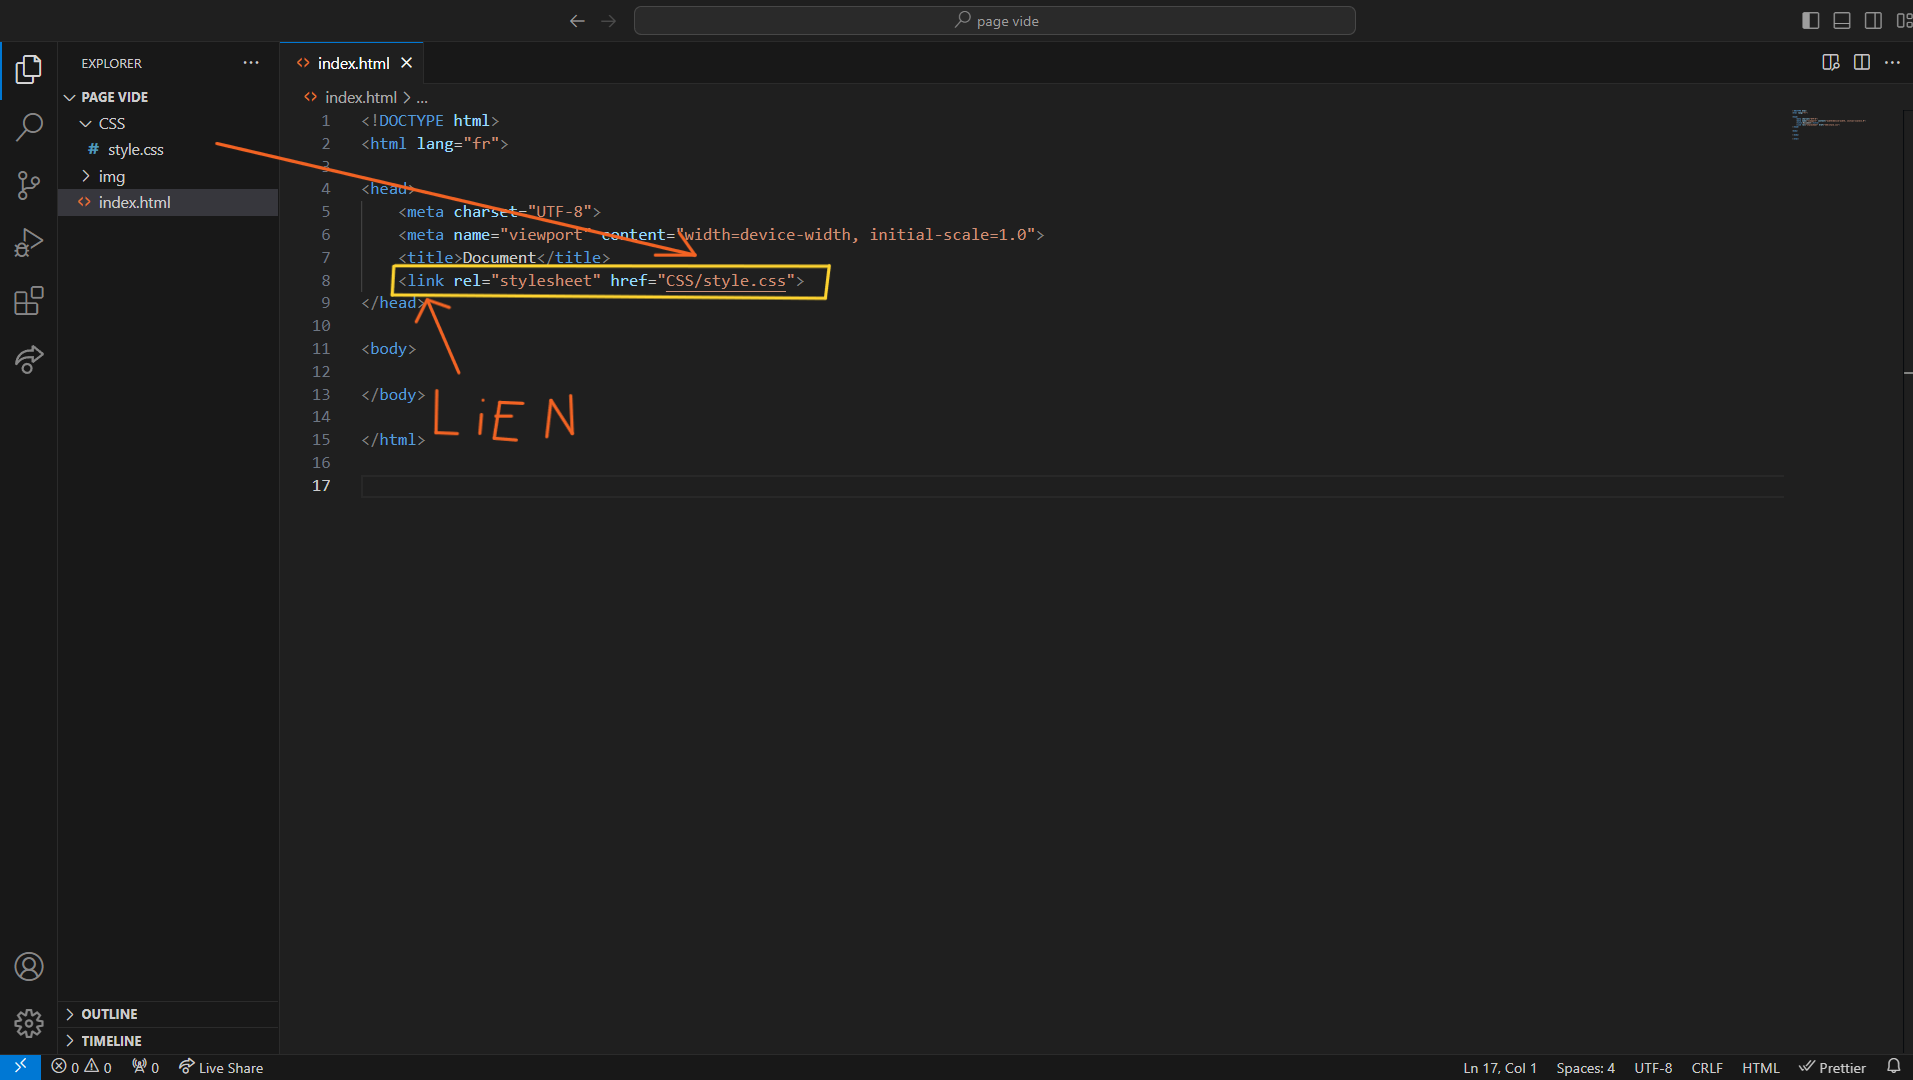 page vide
EXPLORER
PAGE VIDE
CSS
# style.css
img
index.html
OUTLINE
TIMELINE
<> index.html
<> index.html > ...
1 <!DOCTYPE html>
2 <html lang="fr">
3
4 <head>
5 <meta charset="UTF-8">
6 <meta name="viewport" content="width=device-width, initial-scale=1.0">
7 <title>Document</title>
8 <link rel="stylesheet" href="CSS/style.css">
9 </head>
10
11 <body>
12
13 </body>
14
15 </html>
16
17
LiEN
0 0 0 Live Share
Ln 17, Col 1 Spaces: 4 UTF-8 CRLF HTML Prettier